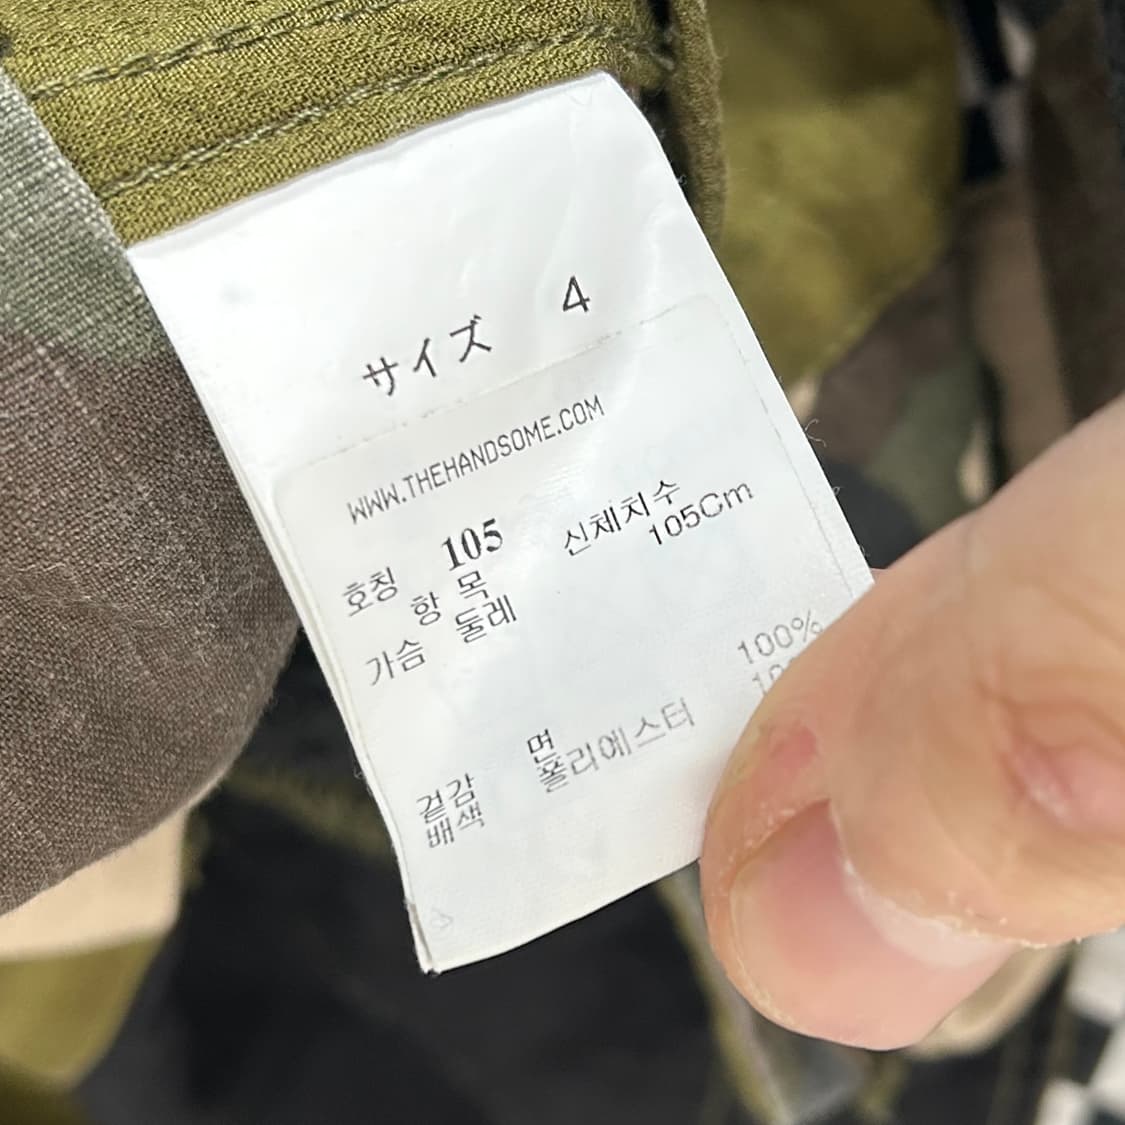 サイズ 4
WWW.THEHANDSOME.COM
호칭 105 신체치수
항목 105Cm
가슴둘레
겉감 면 100%
배색 폴리에스터